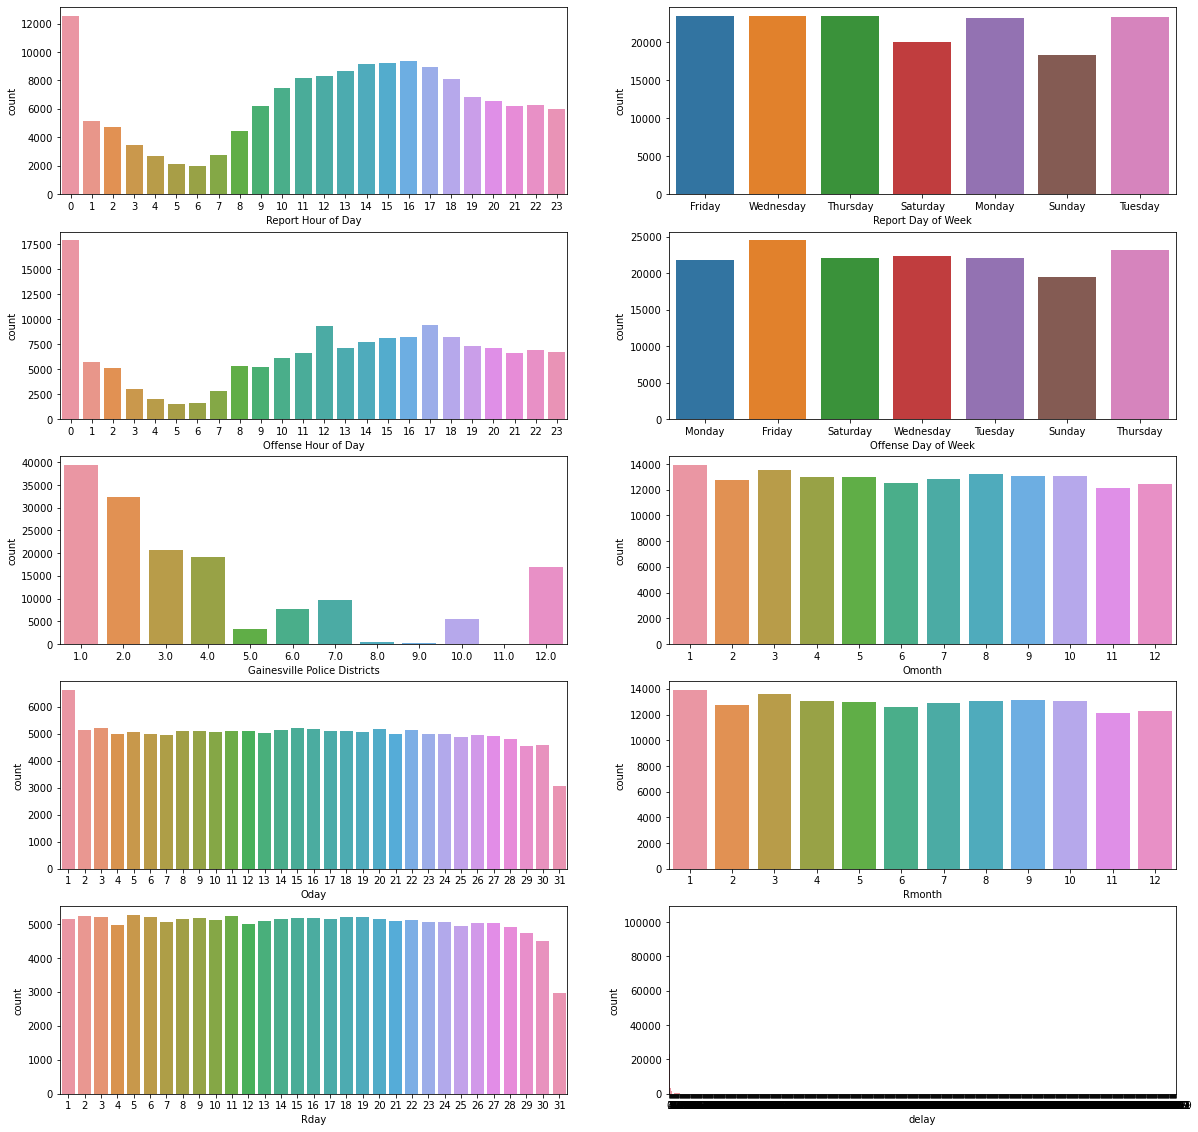 12000
10000
8000
6000
4000
2000
0
count
0 1 2 3 4 5 6 7 8 9 10 11 12 13 14 15 16 17 18 19 20 21 22 23
Report Hour of Day
20000
15000
10000
5000
0
count
Friday Wednesday Thursday Saturday Monday Sunday Tuesday
Report Day of Week
17500
15000
12500
10000
7500
5000
2500
0
count
0 1 2 3 4 5 6 7 8 9 10 11 12 13 14 15 16 17 18 19 20 21 22 23
Offense Hour of Day
25000
20000
15000
10000
5000
0
count
Monday Friday Saturday Wednesday Tuesday Sunday Thursday
Offense Day of Week
40000
35000
30000
25000
20000
15000
10000
5000
0
count
1.0 2.0 3.0 4.0 5.0 6.0 7.0 8.0 9.0 10.0 11.0 12.0
Gainesville Police Districts
14000
12000
10000
8000
6000
4000
2000
0
count
1 2 3 4 5 6 7 8 9 10 11 12
Omonth
6000
5000
4000
3000
2000
1000
0
count
1 2 3 4 5 6 7 8 9 10 11 12 13 14 15 16 17 18 19 20 21 22 23 24 25 26 27 28 29 30 31
Oday
14000
12000
10000
8000
6000
4000
2000
0
count
1 2 3 4 5 6 7 8 9 10 11 12
Rmonth
5000
4000
3000
2000
1000
0
count
1 2 3 4 5 6 7 8 9 10 11 12 13 14 15 16 17 18 19 20 21 22 23 24 25 26 27 28 29 30 31
Rday
100000
80000
60000
40000
20000
0
count
delay